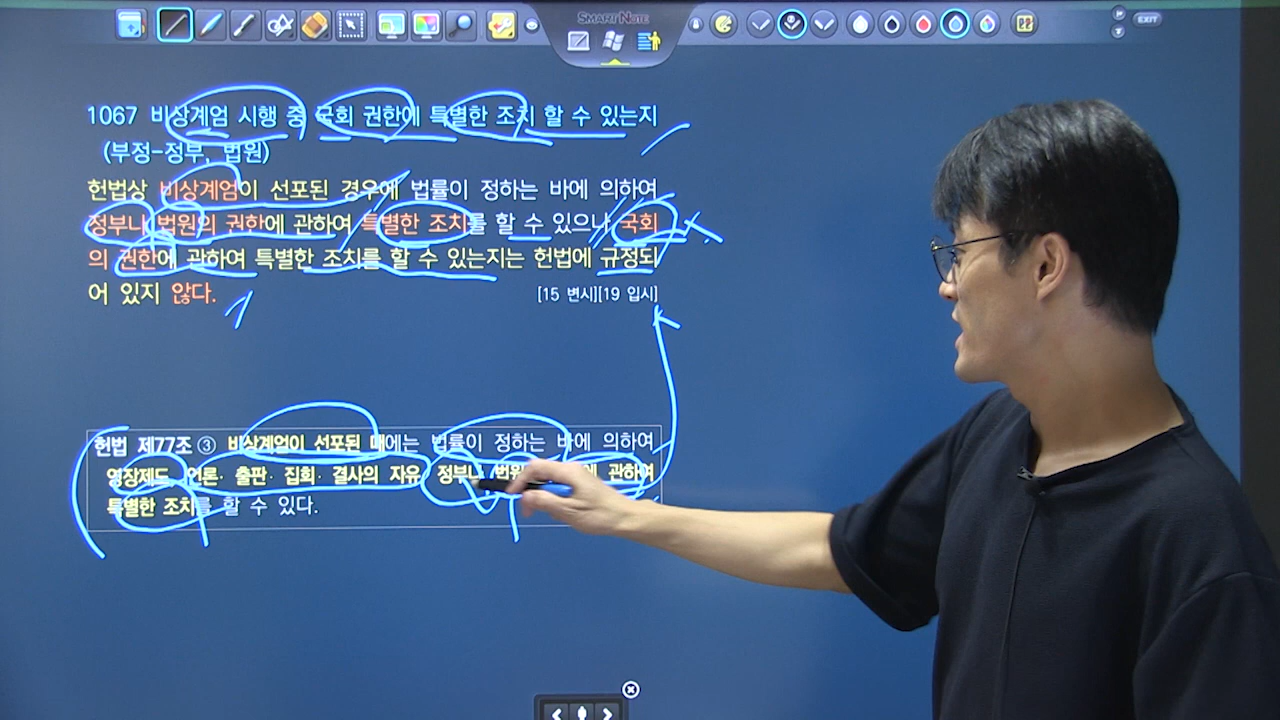 SMART NOTE
EXIT
1067 비상계엄 시행 중 국회 권한에 특별한 조치 할 수 있는지
(부정-정부, 법원)
헌법상 비상계엄이 선포된 경우에 법률이 정하는 바에 의하여
정부나 법원의 권한에 관하여 특별한 조치를 할 수 있으나 국회
의 권한에 관하여 특별한 조치를 할 수 있는지는 헌법에 규정되
어 있지 않다.
[15 변시][19 입시]
헌법 제77조 ③ 비상계엄이 선포된 때에는 법률이 정하는 바에 의하여
영장제도, 언론· 출판· 집회· 결사의 자유, 정부나 법원 관하여
특별한 조치를 할 수 있다.